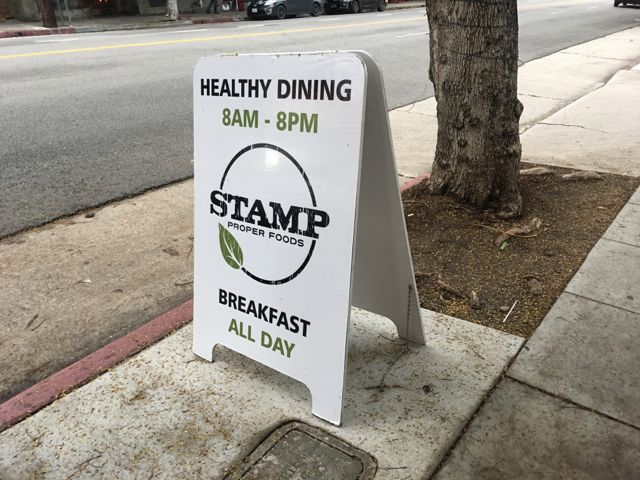 HEALTHY DINING
8AM - 8PM
STAMP
PROPER FOODS
BREAKFAST
ALL DAY